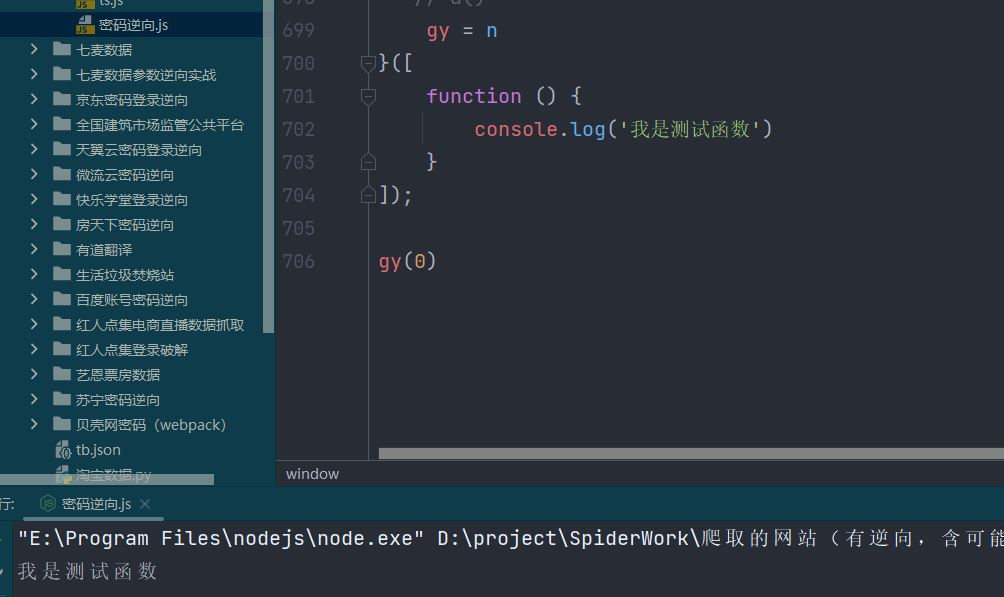 ts.js
密码逆向.js
七麦数据
七麦数据参数逆向实战
京东密码登录逆向
全国建筑市场监管公共平台
天翼云密码登录逆向
微流云密码逆向
快乐学堂登录逆向
房天下密码逆向
有道翻译
生活垃圾焚烧站
百度账号密码逆向
红人点集电商直播数据抓取
红人点集登录破解
艺恩票房数据
苏宁密码逆向
贝壳网密码（webpack）
tb.json
淘宝数据.py
699 gy = n
700 }([
701 function () {
702 console.log('我是测试函数')
703 }
704 ]);
705
706 gy(0)
window
行: 密码逆向.js
"E:\Program Files\nodejs\node.exe" D:\project\SpiderWork\爬取的网站（有逆向，含可能
我是测试函数